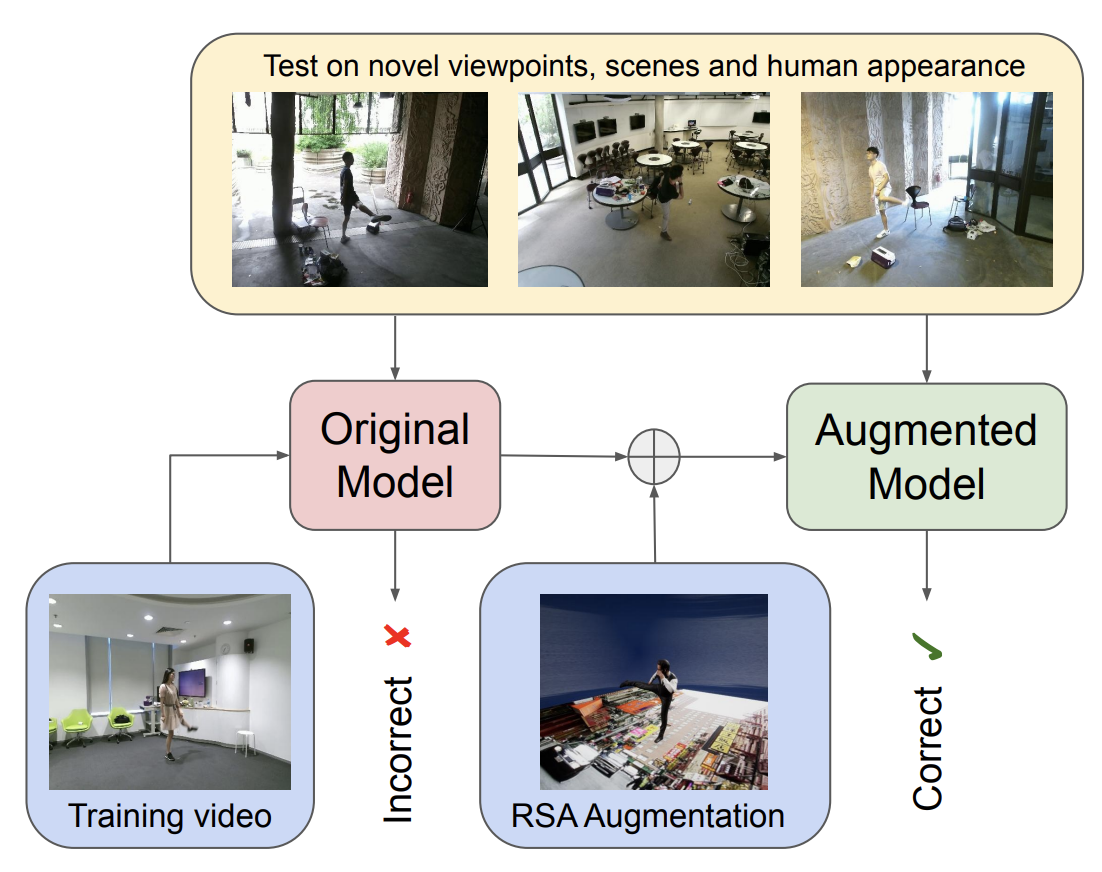 Test on novel viewpoints, scenes and human appearance
Original
Model
Augmented
Model
Training video
Incorrect
RSA Augmentation
Correct